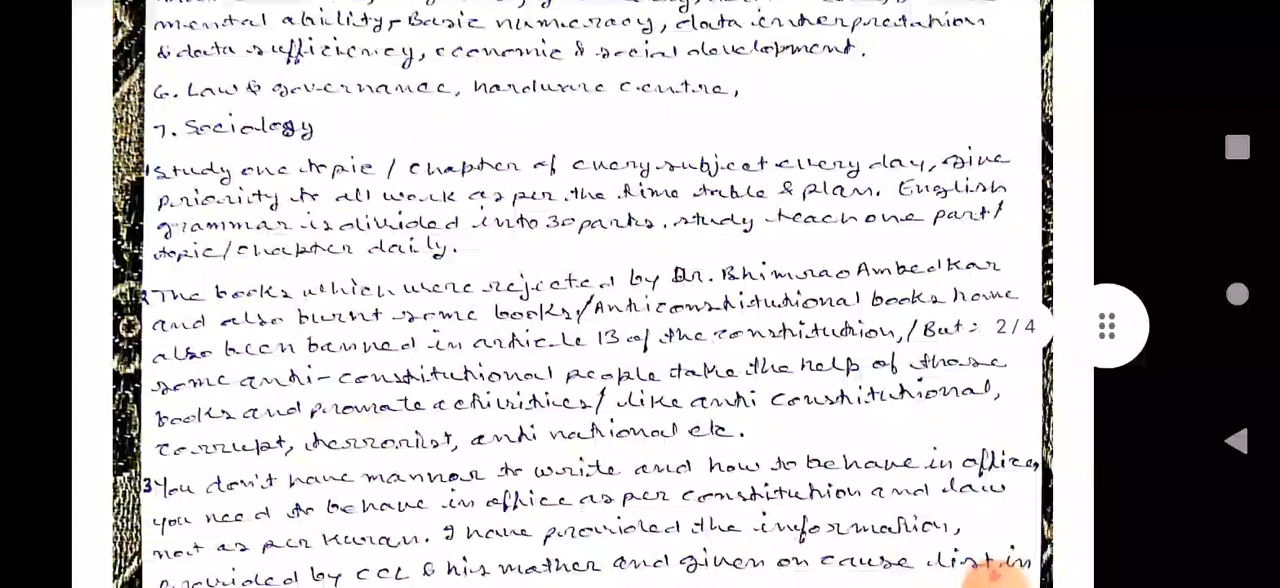 mental ability, Basic numeracy, data interpretation
& data sufficiency, economic & social development.
6. Law & governance, hardware centre,
7. Sociology
1 Study one topic / chapter of every subject every day, give
priority to all work as per the time table & plan. English
grammar is divided into 30 parts, study teach one part/
topic/chapter daily.
2 The books which were rejected by Dr. Bhimrao Ambedkar
and also burnt some books/Anticonstitutional books have
also been banned in article 13 of the constitution,/But:
2/4
some anti-constitutional people take the help of those
books and promote activities/like anti constitutional,
corrupt, terrorist, anti national etc.
3 You don't have manner to write and how to behave in office,
you need to behave in office as per constitution and law
not as per Kuran. I have provided the information,
provided by CCL & his mather and given on cause list in